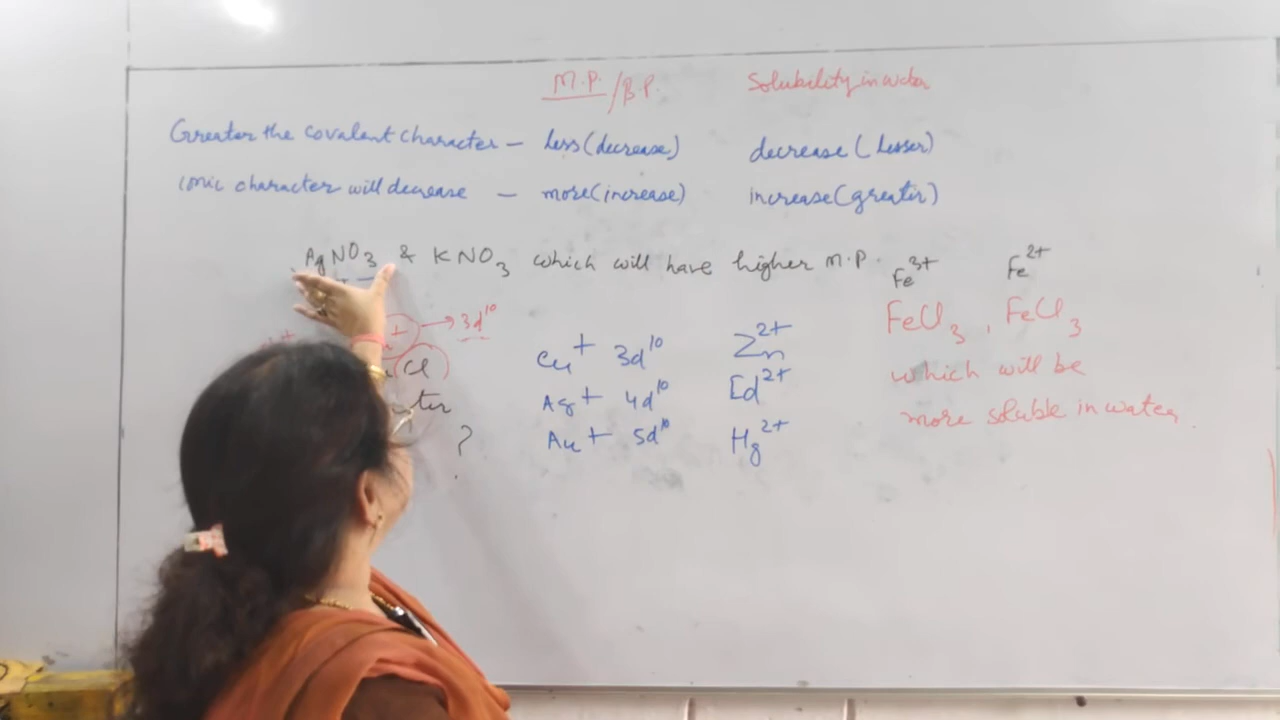 M.P. / B.P. Solubility in water
Greater the covalent character - less (decrease) decrease (lesser)
ionic character will decrease - more (increase) increase (greater)
AgNO3 & KNO3 which will have higher M.P.
Fe3+ Fe2+
+ → 3d10
FeCl3, FeCl3
Cu+ 3d10 Zn2+
Cl
which will be
Ag+ 4d10 Cd2+
more soluble in water
Au+ 5d10 Hg2+
?